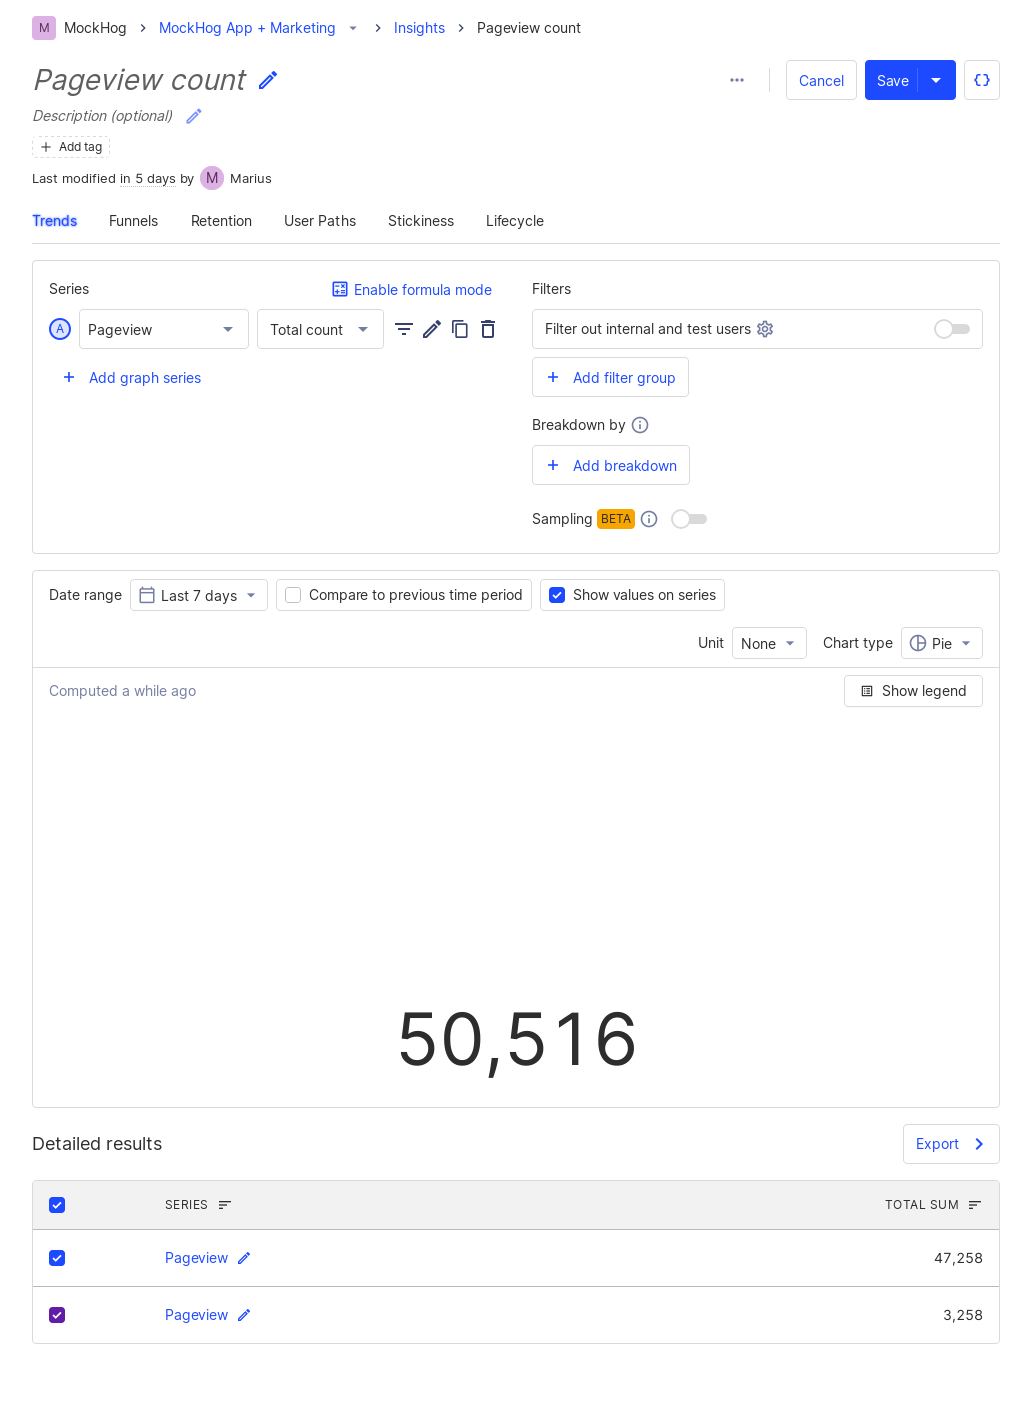 M MockHog MockHog App + Marketing Insights Pageview count
Pageview count
Cancel Save
Description (optional)
Add tag
Last modified in 5 days by M Marius
Trends Funnels Retention User Paths Stickiness Lifecycle
Series Enable formula mode
A Pageview Total count
Add graph series
Filters
Filter out internal and test users
Add filter group
Breakdown by
Add breakdown
Sampling BETA
Date range Last 7 days Compare to previous time period Show values on series
Unit None Chart type Pie
Computed a while ago Show legend
50,516
Detailed results Export
SERIES TOTAL SUM
Pageview 47,258
Pageview 3,258